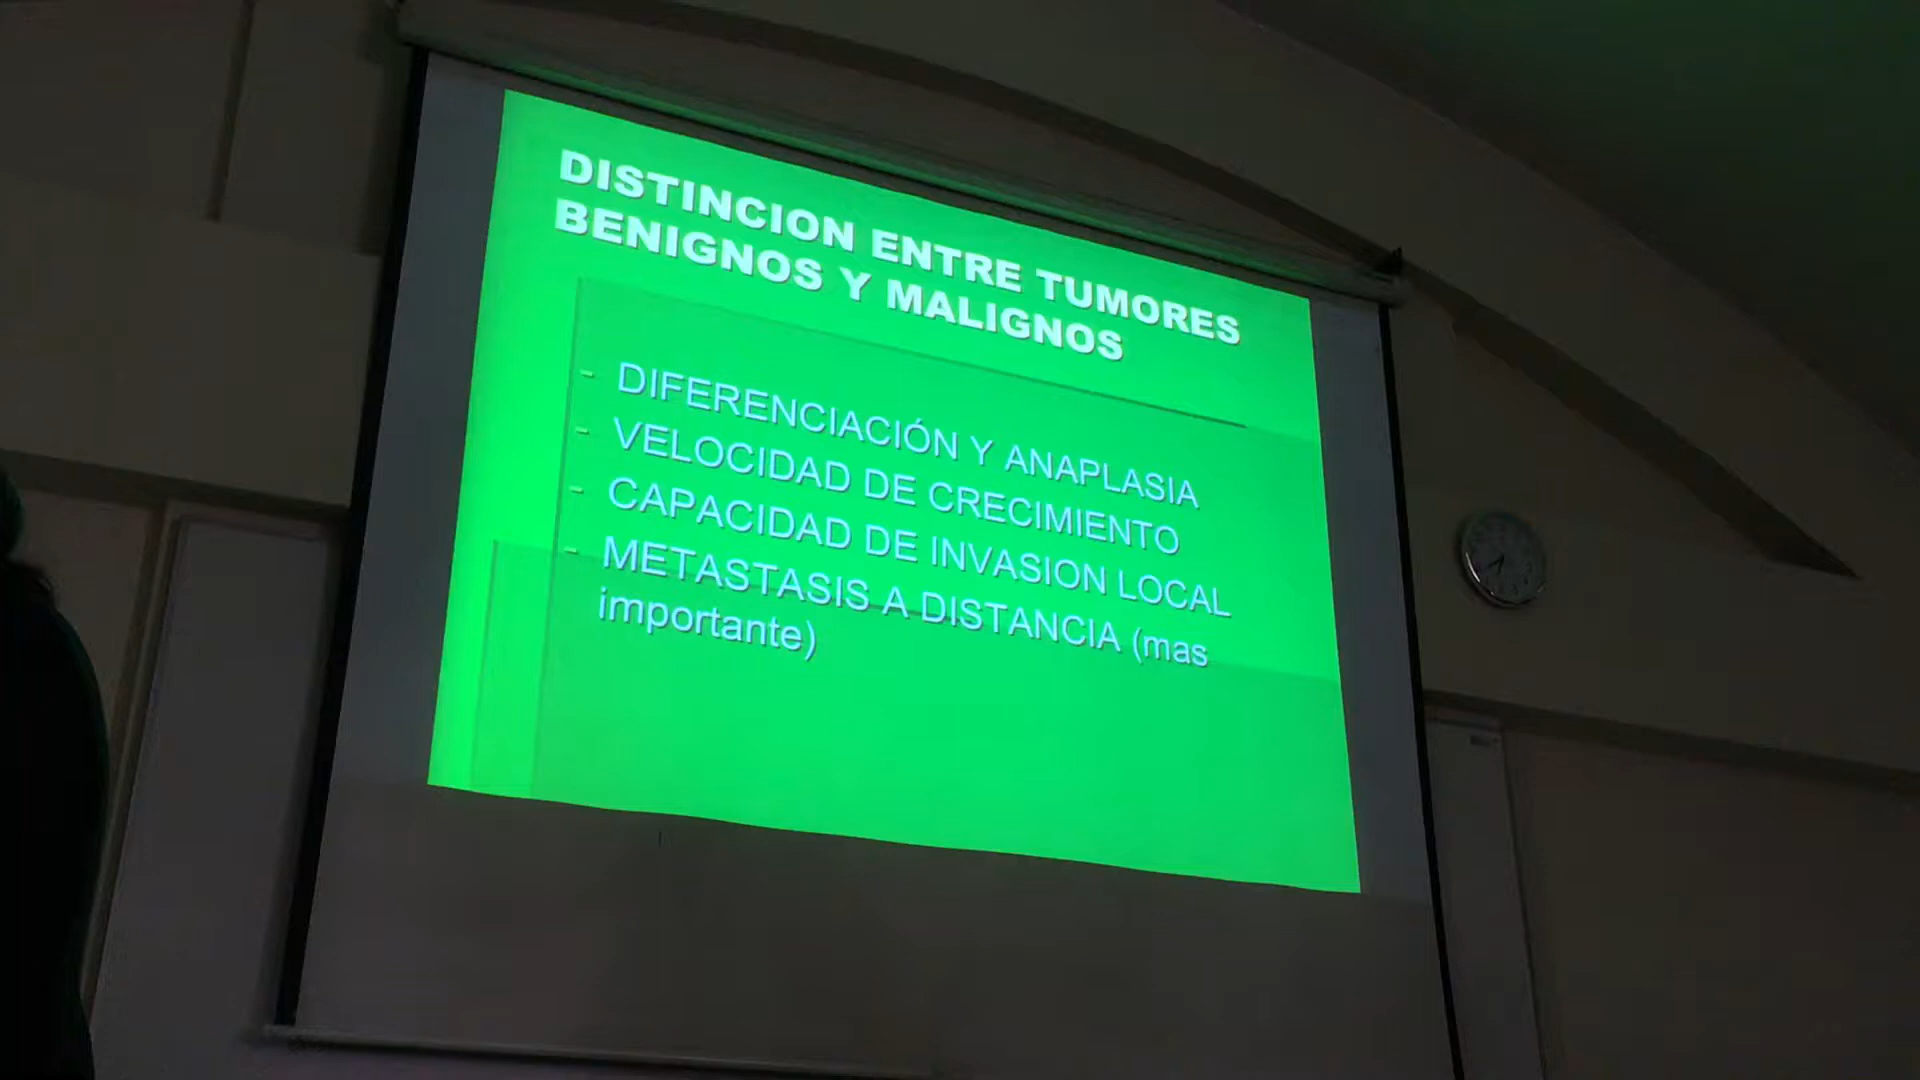 DISTINCION ENTRE TUMORES
BENIGNOS Y MALIGNOS
- DIFERENCIACIÓN Y ANAPLASIA
- VELOCIDAD DE CRECIMIENTO
- CAPACIDAD DE INVASION LOCAL
- METASTASIS A DISTANCIA (mas
importante)